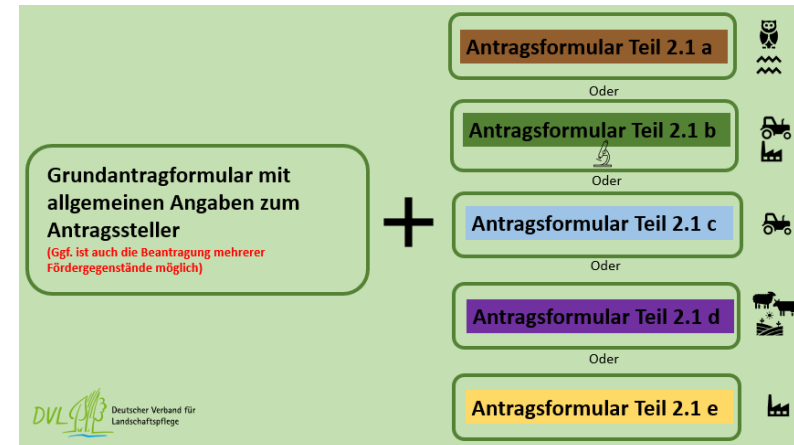 Grundantragformular mit
allgemeinen Angaben zum
Antragssteller
(Ggf. ist auch die Beantragung mehrerer
Fördergegenstände möglich)
+
Antragsformular Teil 2.1 a
Oder
Antragsformular Teil 2.1 b
Oder
Antragsformular Teil 2.1 c
Oder
Antragsformular Teil 2.1 d
Oder
Antragsformular Teil 2.1 e
DVL
Deutscher Verband für
Landschaftspflege